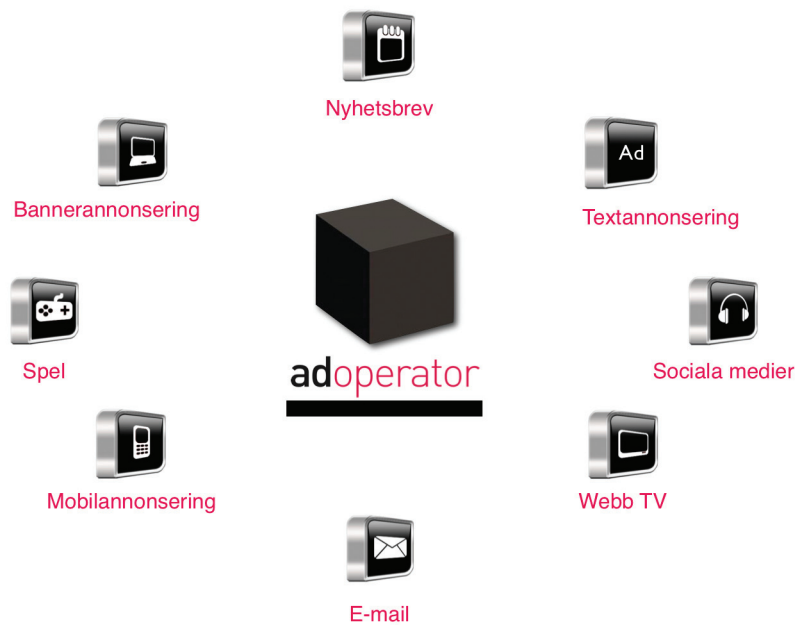 Nyhetsbrev
Ad
Bannerannonsering
Textannonsering
Spel
adoperator
Sociala medier
Mobilannonsering
Webb TV
E-mail